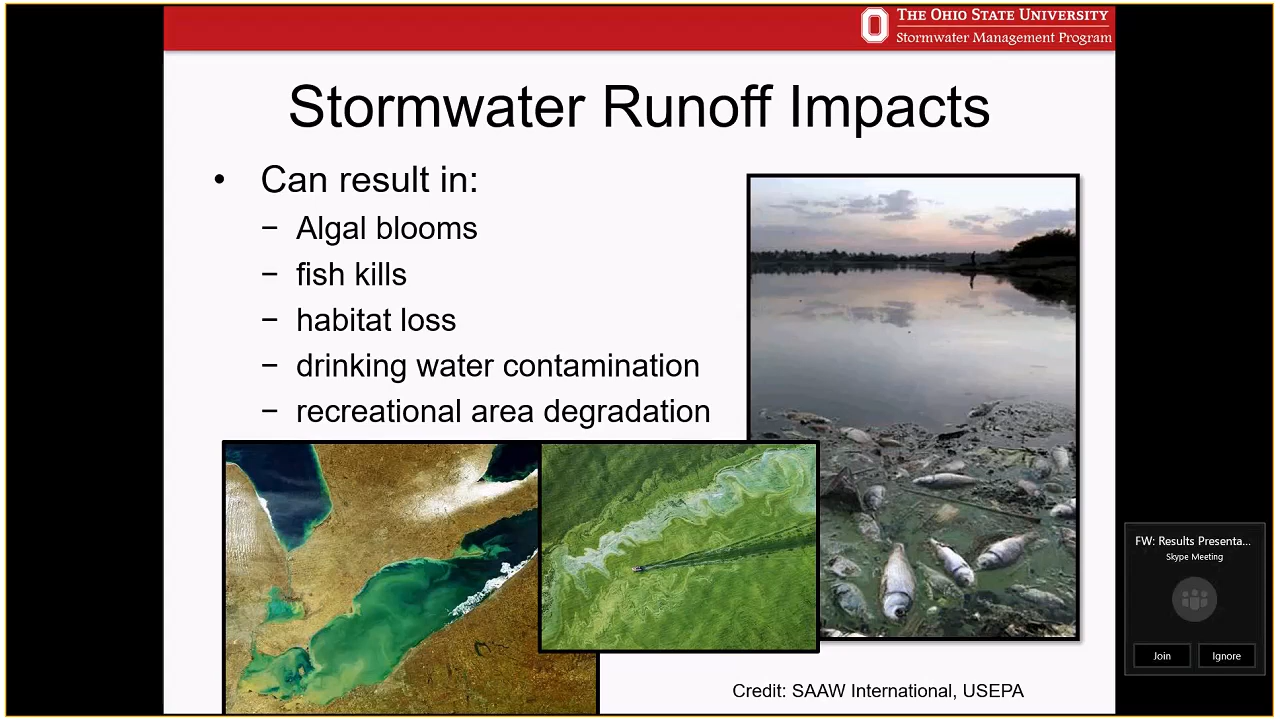 THE OHIO STATE UNIVERSITY
Stormwater Management Program
Stormwater Runoff Impacts
• Can result in:
− Algal blooms
− fish kills
− habitat loss
− drinking water contamination
− recreational area degradation
FW: Results Presenta...
Skype Meeting
Join Ignore
Credit: SAAW International, USEPA